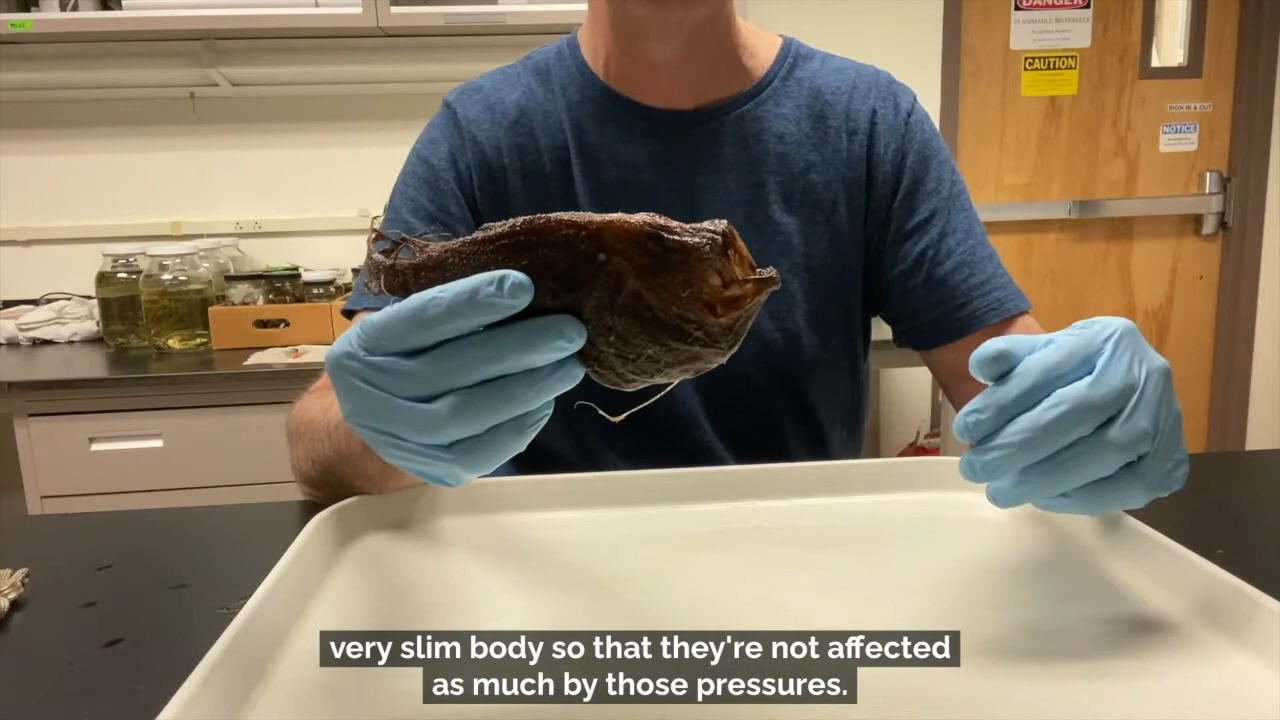 DANGER
FLAMMABLE MATERIALS
CAUTION
SIGN IN & OUT
NOTICE
very slim body so that they're not affected
as much by those pressures.